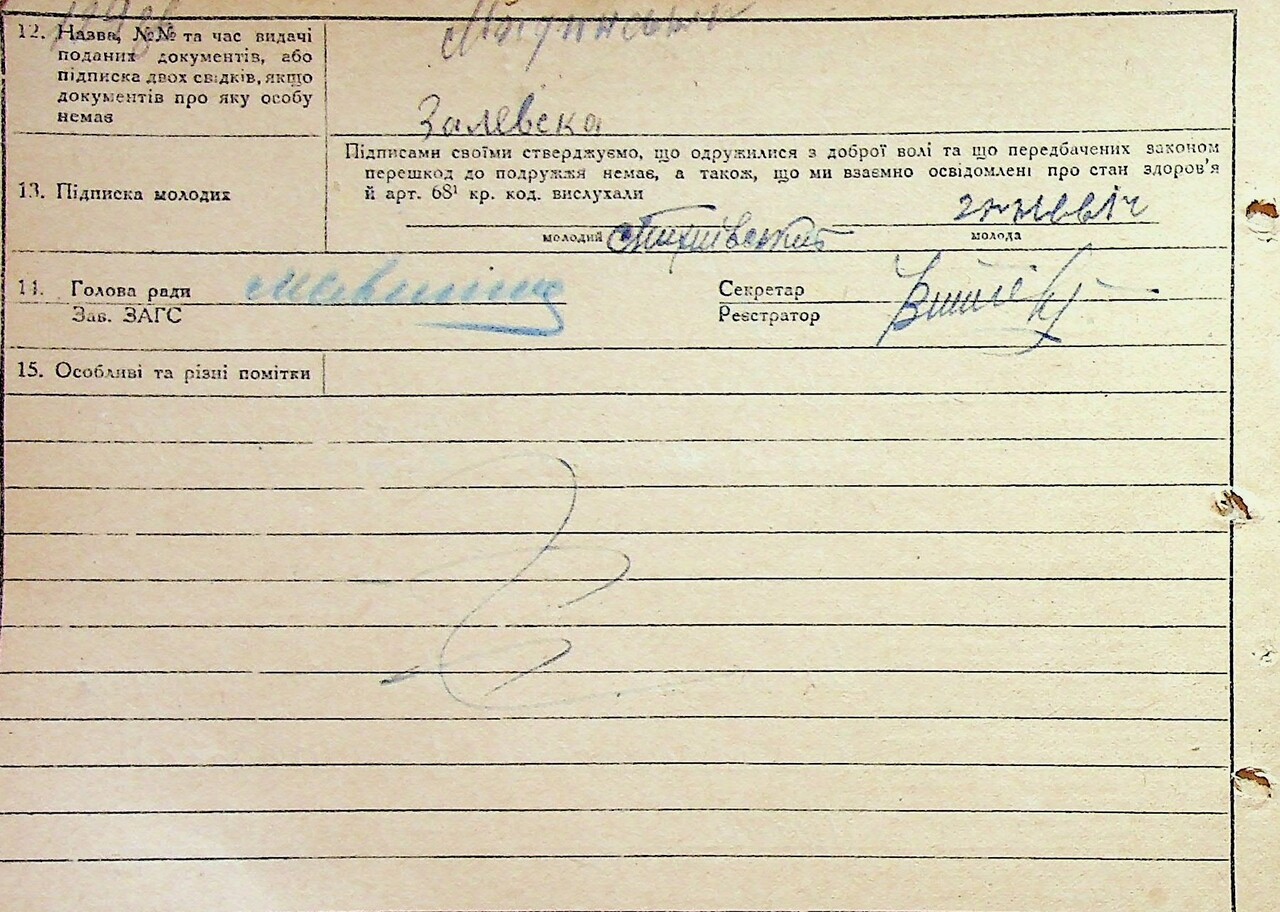 12. Назва, №№ та час видачі
поданих документів, або
підписка двох свідків, якщо
документів про яку особу
немає
Залевска
13. Підписка молодих
Підписами своїми стверджуємо, що одружилися з доброї волі та що передбачених законом
перешкод до подружжя немає, а також, що ми взаємно освідомлені про стан здоров'я
й арт. 68¹ кр. код. вислухали
молодий
молода
14. Голова ради
Зав. ЗАГС
Секретар
Реєстратор
15. Особливі та різні помітки